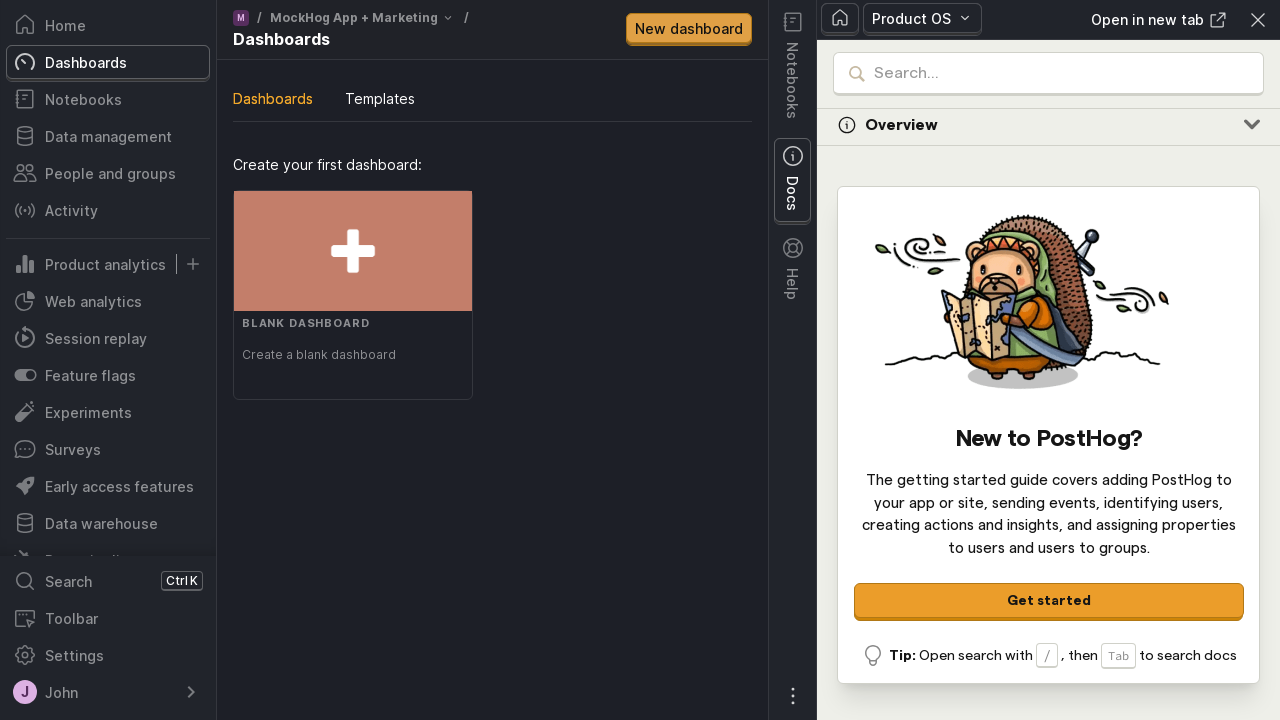 Home
Dashboards
Notebooks
Data management
People and groups
Activity
Product analytics
Web analytics
Session replay
Feature flags
Experiments
Surveys
Early access features
Data warehouse
Search Ctrl K
Toolbar
Settings
J John
M / MockHog App + Marketing /
Dashboards
New dashboard
Dashboards Templates
Create your first dashboard:
BLANK DASHBOARD
Create a blank dashboard
Notebooks
Docs
Help
Product OS
Open in new tab
Search...
Overview
New to PostHog?
The getting started guide covers adding PostHog to
your app or site, sending events, identifying users,
creating actions and insights, and assigning properties
to users and users to groups.
Get started
Tip: Open search with / , then Tab to search docs